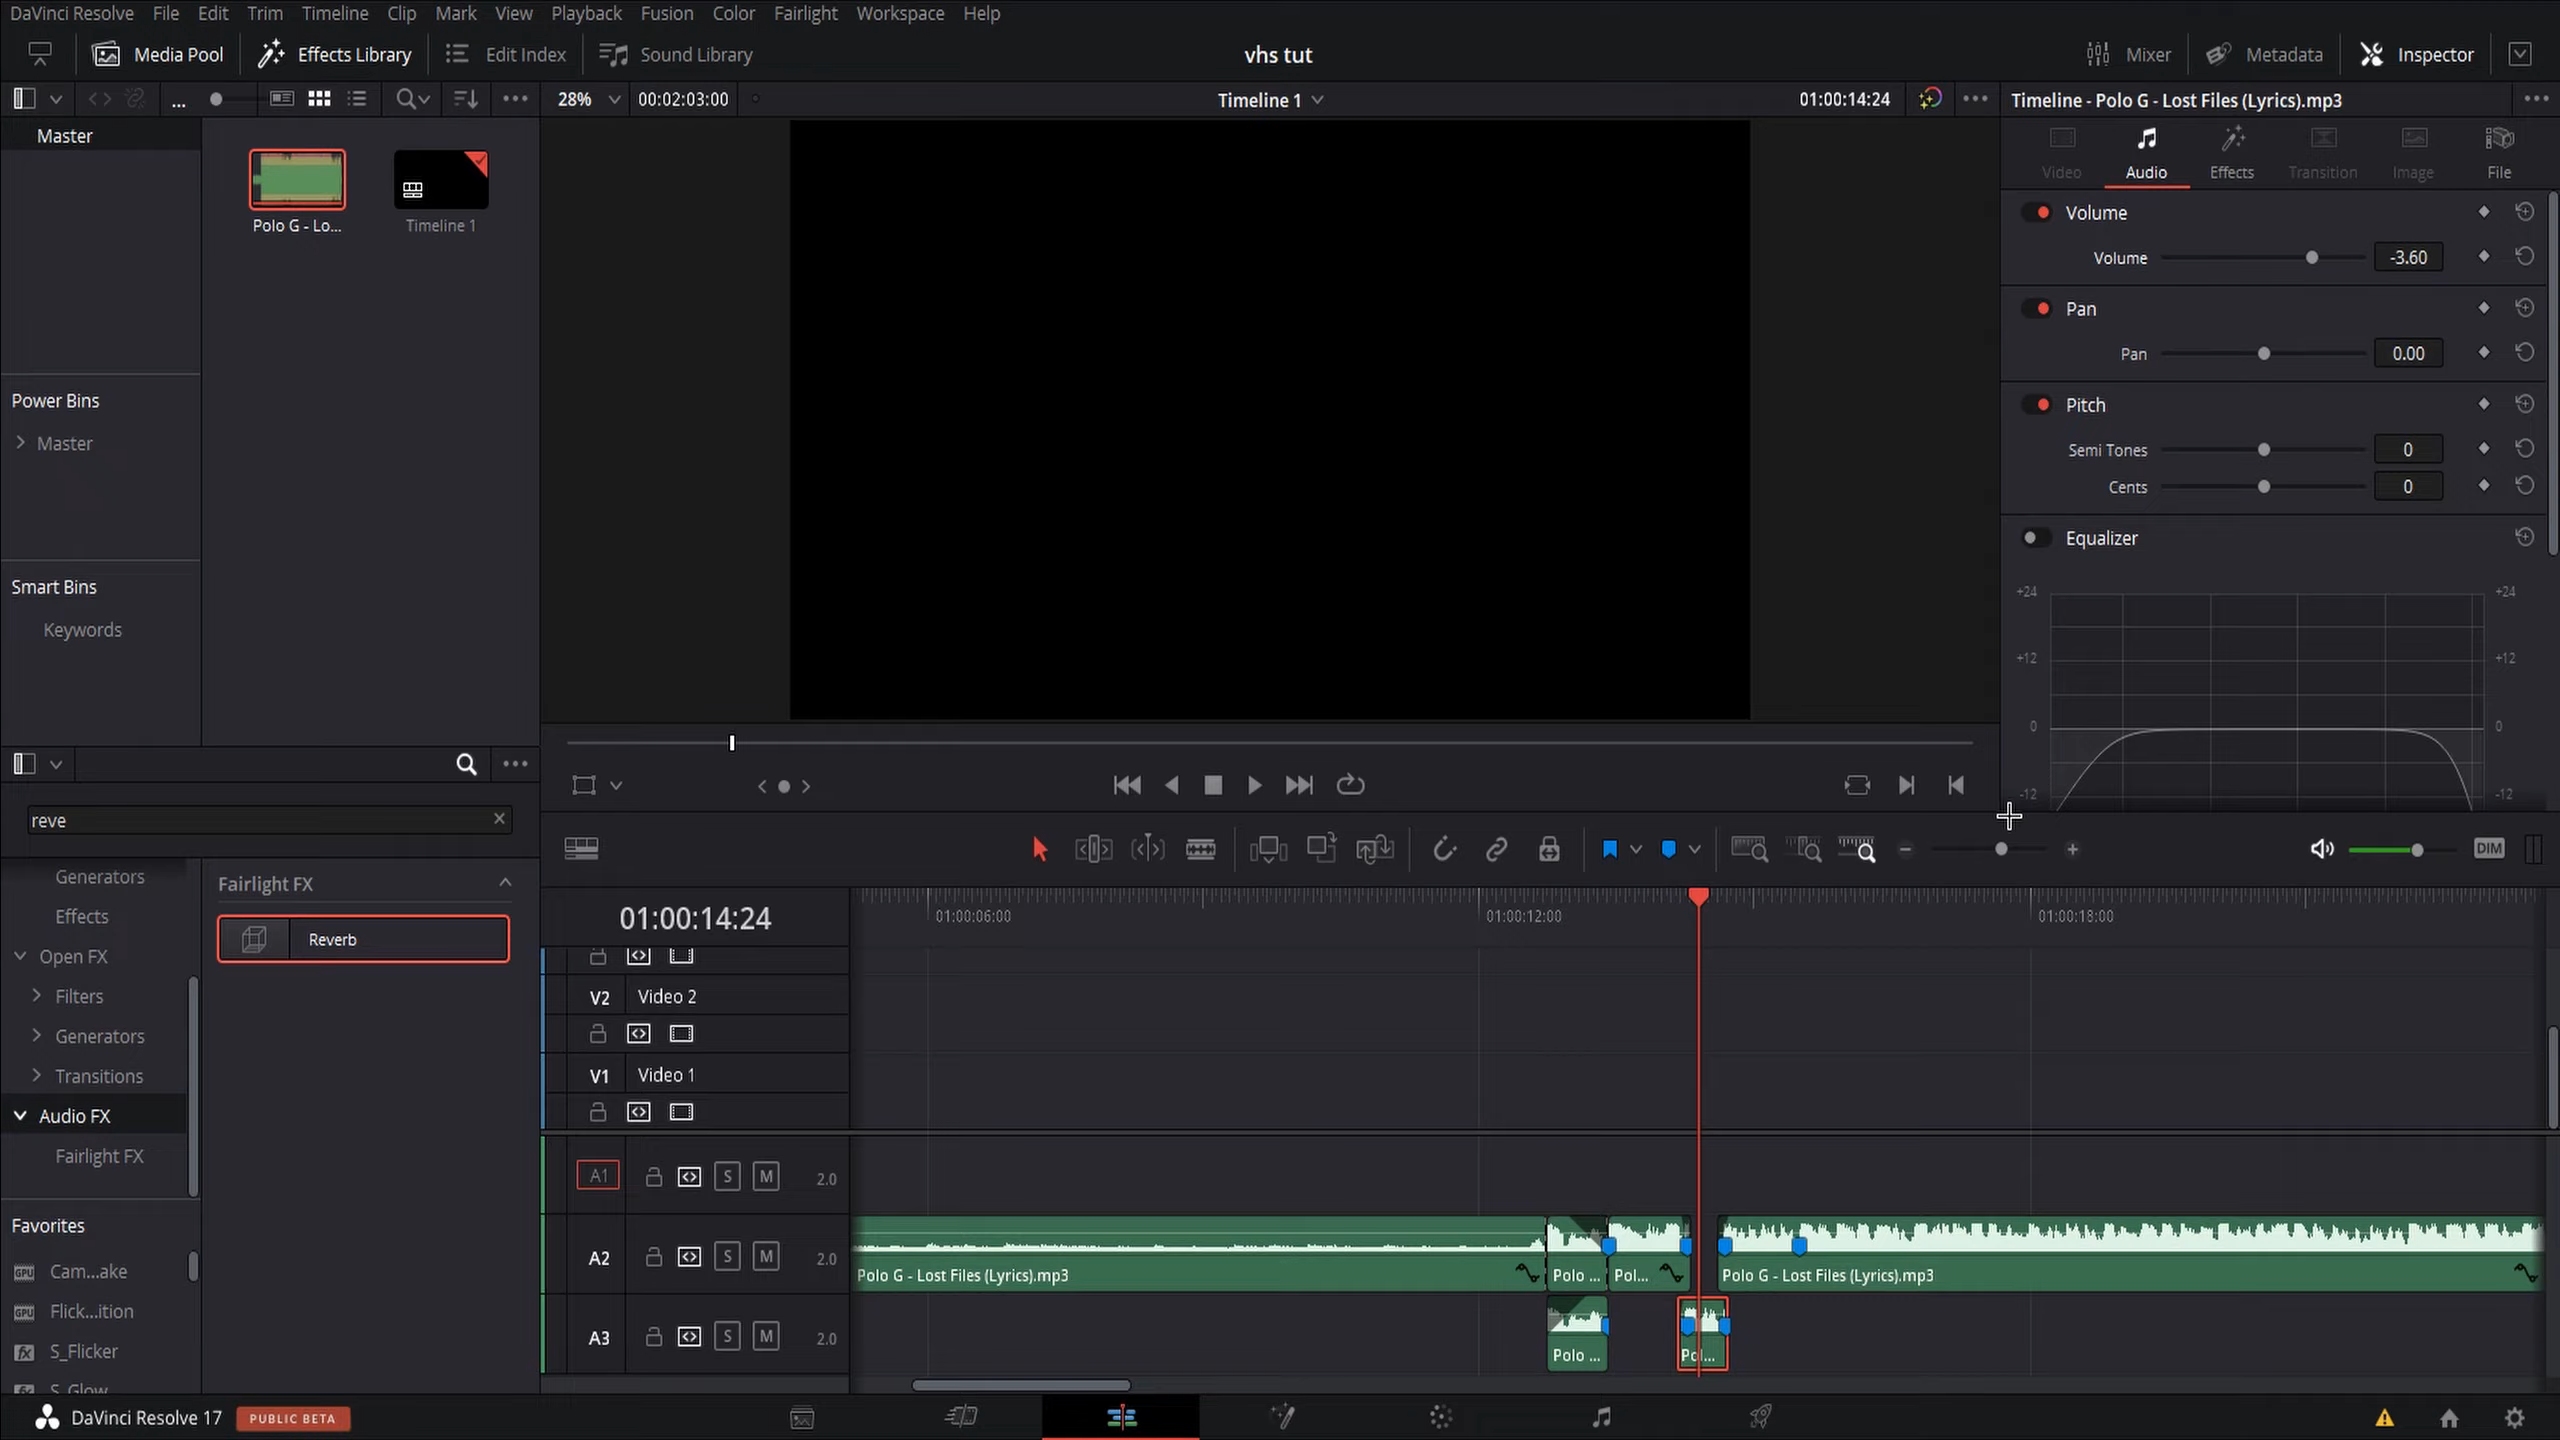 DaVinci Resolve File Edit Trim Timeline Clip Mark View Playback Fusion Color Fairlight Workspace Help
Media Pool Effects Library Edit Index Sound Library vhs tut Mixer Metadata Inspector
... 28% 00:02:03:00 Timeline 1 01:00:14:24 Timeline - Polo G - Lost Files (Lyrics).mp3
Master
Polo G - Lo...
Timeline 1
Power Bins
Master
Smart Bins
Keywords
Video Audio Effects Transition Image File
Volume
Volume -3.60
Pan
Pan 0.00
Pitch
Semi Tones 0
Cents 0
Equalizer
+24 +24
+12 +12
0 0
-12 -12
reve
Generators
Effects
Open FX
Filters
Generators
Transitions
Audio FX
Fairlight FX
Favorites
GPU Cam...ake
GPU Flick...ition
fx S_Flicker
S_Glow
Fairlight FX
Reverb
DIM
01:00:14:24
01:00:06:00 01:00:12:00 01:00:18:00
V2 Video 2
V1 Video 1
A1 S M 2.0
A2 S M 2.0
Polo G - Lost Files (Lyrics).mp3 Polo ... Pol... Polo G - Lost Files (Lyrics).mp3
A3 S M 2.0
Polo ... Pol...
DaVinci Resolve 17 PUBLIC BETA